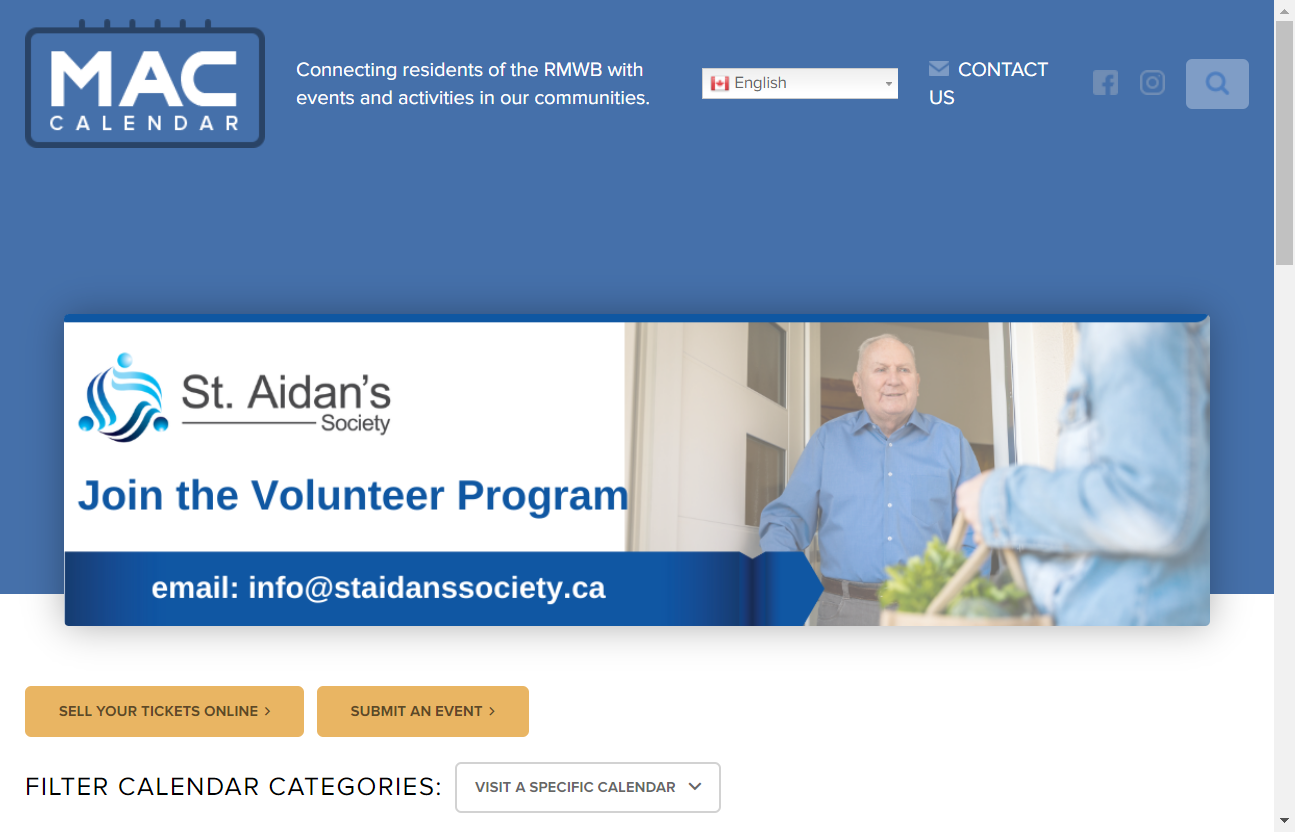 MAC
CALENDAR
Connecting residents of the RMWB with
events and activities in our communities.
English
CONTACT
US
St. Aidan's
Society
Join the Volunteer Program
email: info@staidanssociety.ca
SELL YOUR TICKETS ONLINE >
SUBMIT AN EVENT >
FILTER CALENDAR CATEGORIES:
VISIT A SPECIFIC CALENDAR